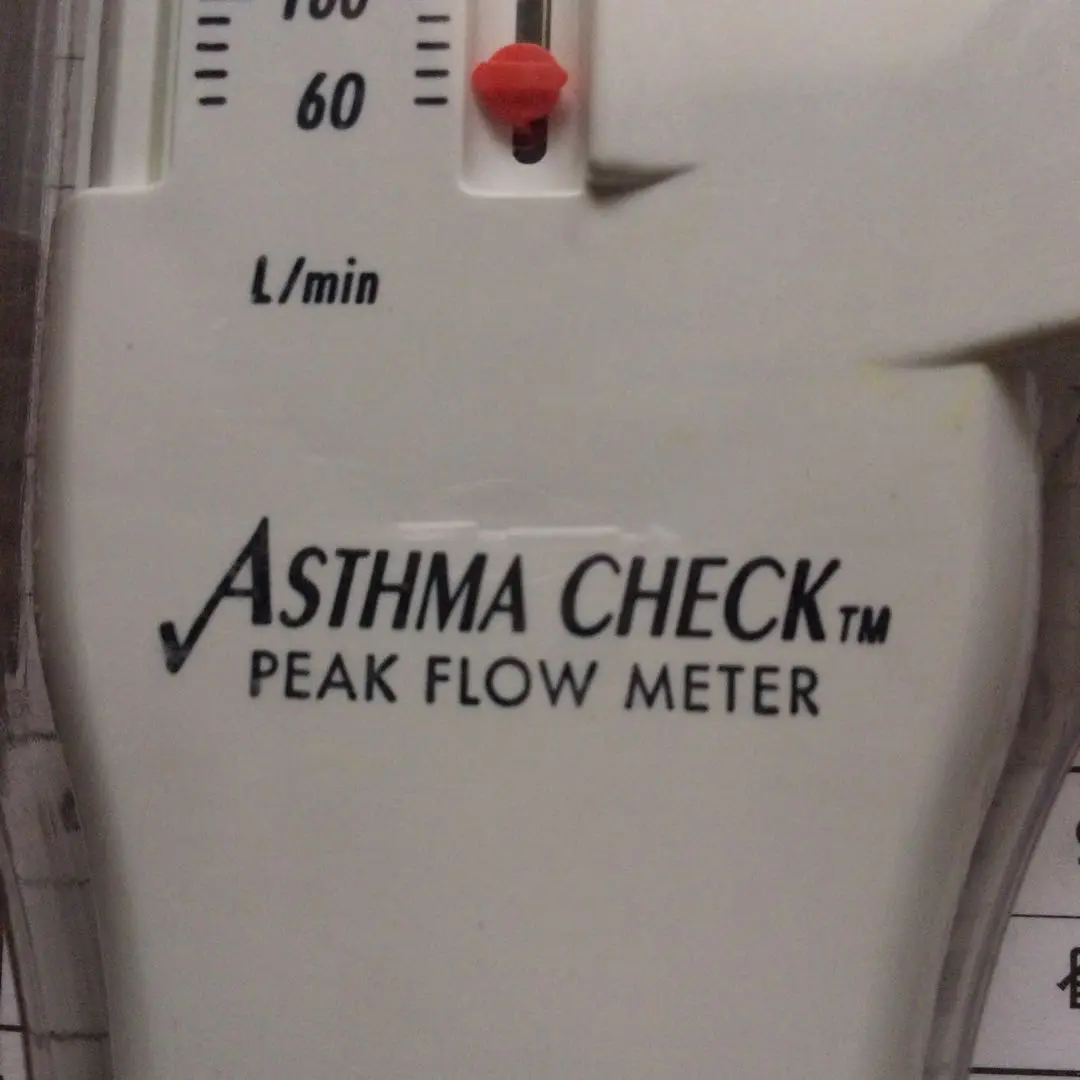 60
L/min
ASTHMA CHECK™
PEAK FLOW METER